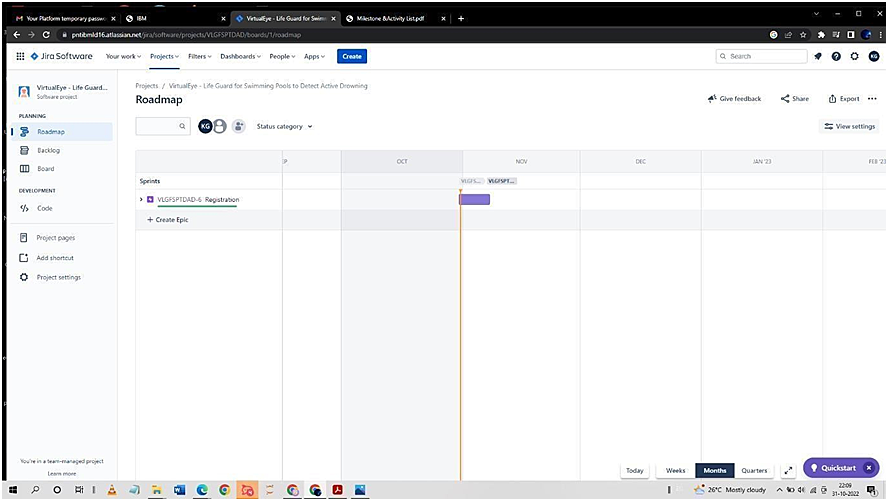 Your Platform temporary passw
IBM
VirtualEye - Life Guard for Swimm
Milestone &Activity List.pdf
pntibmld16.atlassian.net/jira/software/projects/VLGFSPTDAD/boards/1/roadmap
Jira Software
Your work
Projects
Filters
Dashboards
People
Apps
Create
Search
KG
VirtualEye - Life Guard...
Software project
PLANNING
Roadmap
Backlog
Board
DEVELOPMENT
Code
Project pages
Add shortcut
Project settings
You're in a team-managed project
Learn more
Projects / VirtualEye - Life Guard for Swimming Pools to Detect Active Drowning
Roadmap
Give feedback
Share
Export
KG
Status category
View settings
OCT
NOV
DEC
JAN '23
FEB '23
Sprints
VLGFS...
VLGFSPT...
VLGFSPTDAD-6 Registration
+ Create Epic
Today
Weeks
Months
Quarters
Quickstart
26°C Mostly cloudy
22:09
31-10-2022